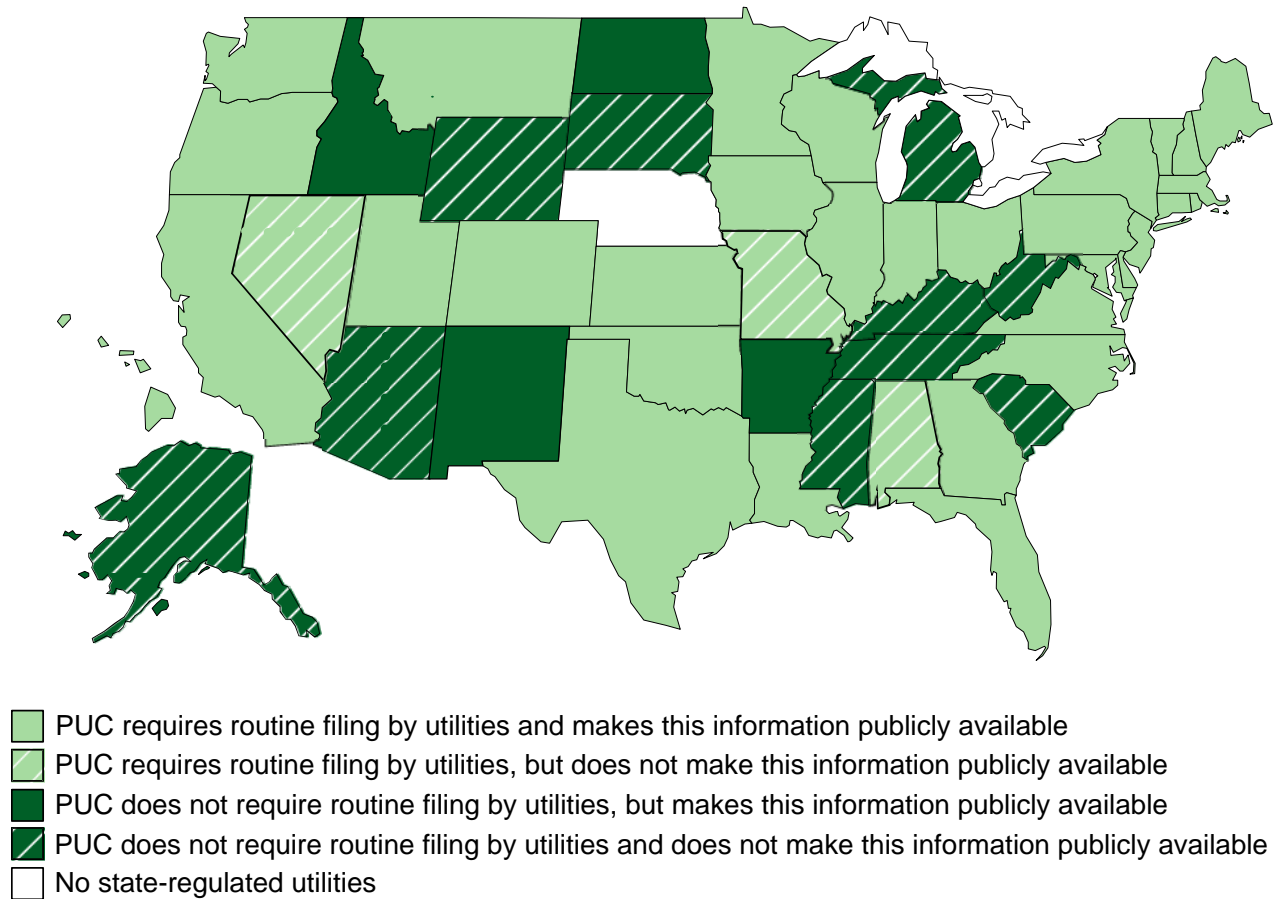 PUC requires routine filing by utilities and makes this information publicly available
PUC requires routine filing by utilities, but does not make this information publicly available
PUC does not require routine filing by utilities, but makes this information publicly available
PUC does not require routine filing by utilities and does not make this information publicly available
No state-regulated utilities